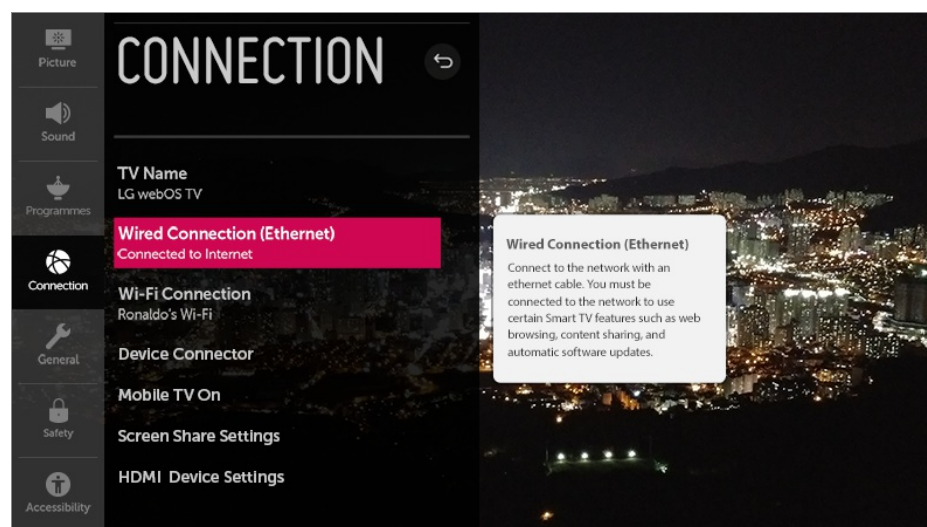 Picture
Sound
Programmes
Connection
General
Safety
Accessibility
CONNECTION
TV Name
LG webOS TV
Wired Connection (Ethernet)
Connected to Internet
Wi-Fi Connection
Ronaldo's Wi-Fi
Device Connector
Mobile TV On
Screen Share Settings
HDMI Device Settings
Wired Connection (Ethernet)
Connect to the network with an
ethernet cable. You must be
connected to the network to use
certain Smart TV features such as web
browsing, content sharing, and
automatic software updates.